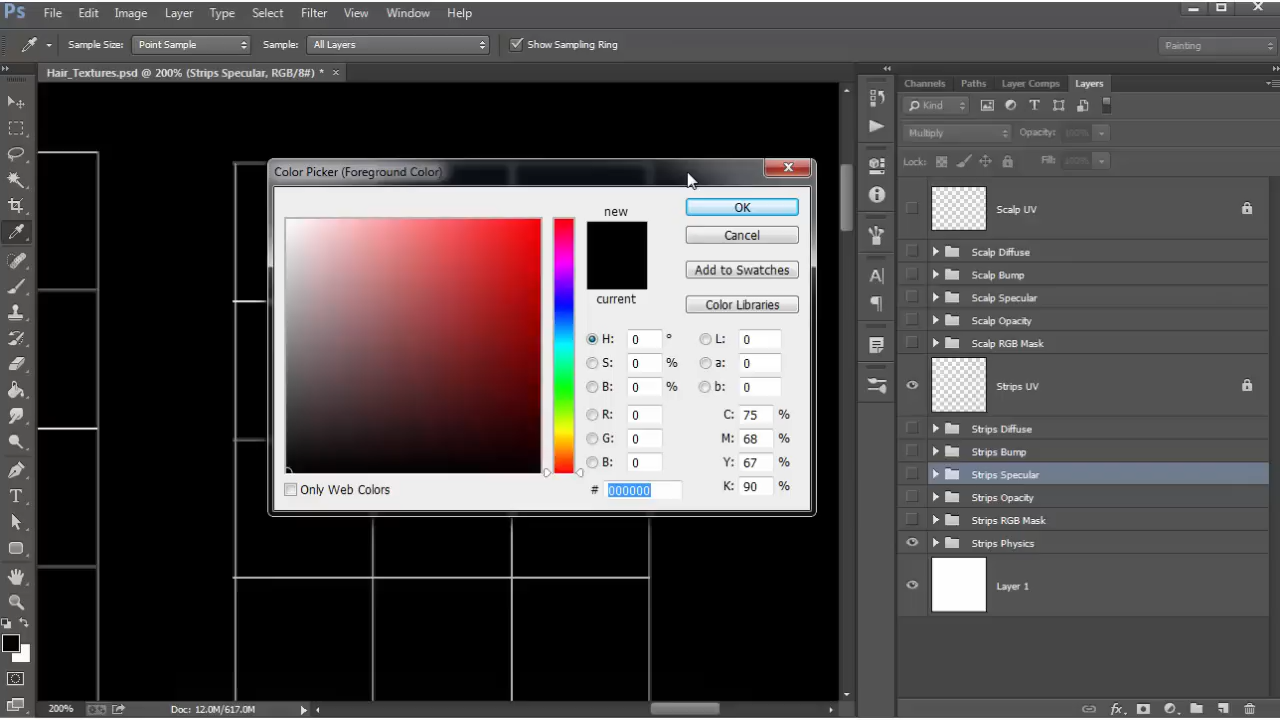 Ps File Edit Image Layer Type Select Filter View Window Help
Sample Size: Point Sample Sample: All Layers Show Sampling Ring Painting
Hair_Textures.psd @ 200% (Strips Specular, RGB/8#) * ×
Channels Paths Layer Comps Layers
Kind T
Multiply Opacity: 100%
Lock: Fill: 100%
Scalp UV
Scalp Diffuse
Scalp Bump
Scalp Specular
Scalp Opacity
Scalp RGB Mask
Strips UV
Strips Diffuse
Strips Bump
Strips Specular
Strips Opacity
Strips RGB Mask
Strips Physics
Layer 1
Color Picker (Foreground Color)
new
current
OK
Cancel
Add to Swatches
Color Libraries
H: 0 ° L: 0
S: 0 % a: 0
B: 0 % b: 0
R: 0 C: 75 %
G: 0 M: 68 %
B: 0 Y: 67 %
# 000000 K: 90 %
Only Web Colors
200% Doc: 12.0M/617.0M